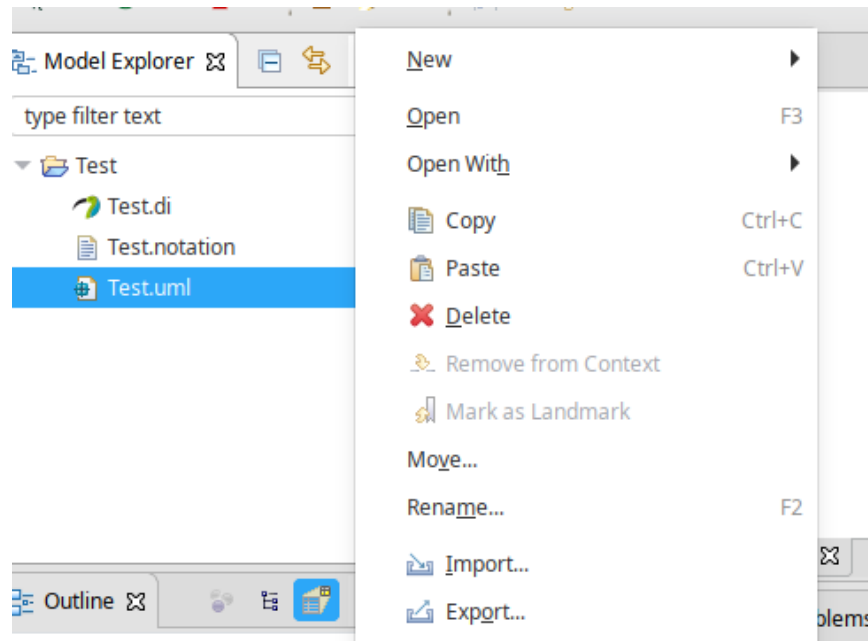 Model Explorer
type filter text
Test
Test.di
Test.notation
Test.uml
Outline
New
Open F3
Open With
Copy Ctrl+C
Paste Ctrl+V
Delete
Remove from Context
Mark as Landmark
Move...
Rename... F2
Import...
Export...